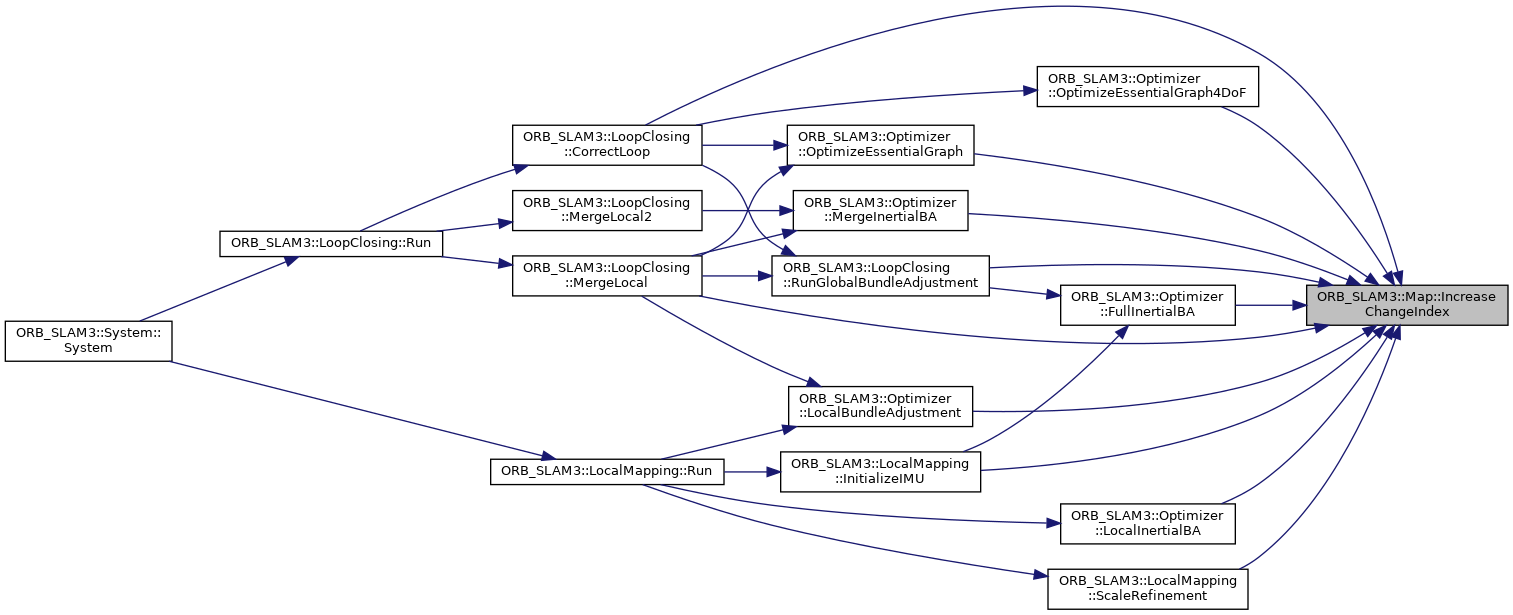 ORB_SLAM3::Optimizer
::OptimizeEssentialGraph4DoF
ORB_SLAM3::LoopClosing
::CorrectLoop
ORB_SLAM3::Optimizer
::OptimizeEssentialGraph
ORB_SLAM3::LoopClosing
::MergeLocal2
ORB_SLAM3::Optimizer
::MergeInertialBA
ORB_SLAM3::LoopClosing::Run
ORB_SLAM3::LoopClosing
::MergeLocal
ORB_SLAM3::LoopClosing
::RunGlobalBundleAdjustment
ORB_SLAM3::Optimizer
::FullInertialBA
ORB_SLAM3::Map::Increase
ChangeIndex
ORB_SLAM3::System::
System
ORB_SLAM3::Optimizer
::LocalBundleAdjustment
ORB_SLAM3::LocalMapping::Run
ORB_SLAM3::LocalMapping
::InitializeIMU
ORB_SLAM3::Optimizer
::LocalInertialBA
ORB_SLAM3::LocalMapping
::ScaleRefinement